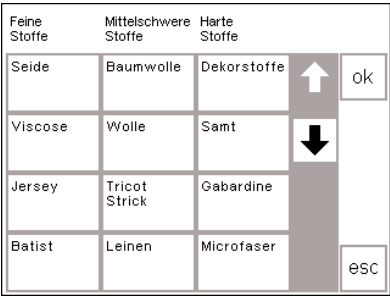 Feine Stoffe
Mittelschwere Stoffe
Harte Stoffe
Seide
Baumwolle
Dekorstoffe
ok
Viscose
Wolle
Samt
Jersey
Tricot
Strick
Gabardine
Batist
Leinen
Microfaser
esc